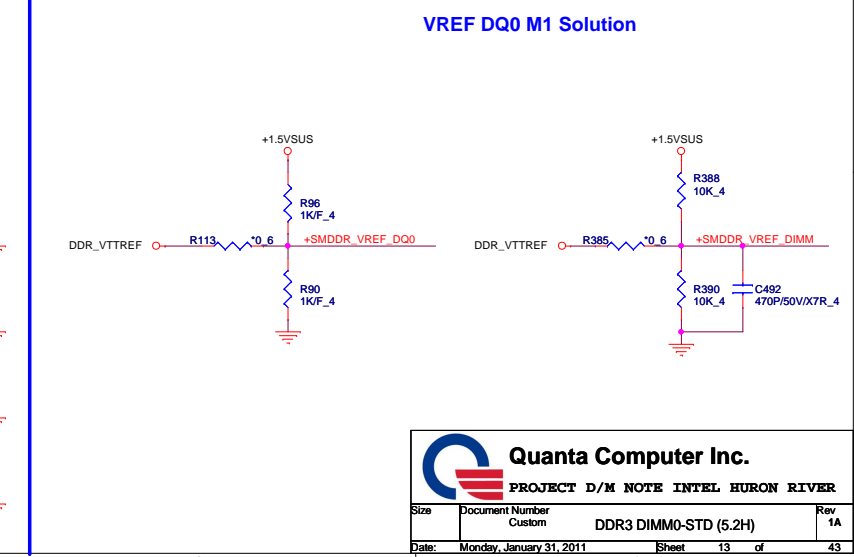 VREF DQ0 M1 Solution
+1.5VSUS
+1.5VSUS
R96
1K/F_4
R388
10K_4
DDR_VTTREF
R113
*0_6
+SMDDR_VREF_DQ0
DDR_VTTREF
R385
*0_6
+SMDDR_VREF_DIMM
R90
1K/F_4
R390
10K_4
C492
470P/50V/X7R_4
Quanta Computer Inc.
PROJECT D/M NOTE INTEL HURON RIVER
Size
Document Number
Rev
Custom
DDR3 DIMM0-STD (5.2H)
1A
Date: Monday, January 31, 2011 Sheet 13 of 43